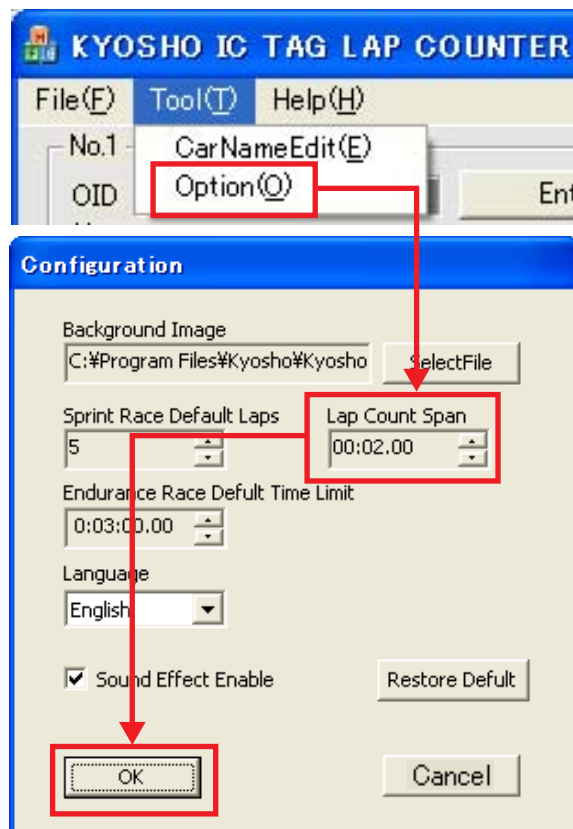 KYOSHO IC TAG LAP COUNTER
File(F) Tool(T) Help(H)
No.1
CarNameEdit(E)
OID Option(O) Ent
Configuration
Background Image
C:¥Program Files¥Kyosho¥Kyosho SelectFile
Sprint Race Default Laps Lap Count Span
5 00:02.00
Endurance Race Defult Time Limit
0:03:00.00
Language
English
Sound Effect Enable Restore Defult
OK Cancel